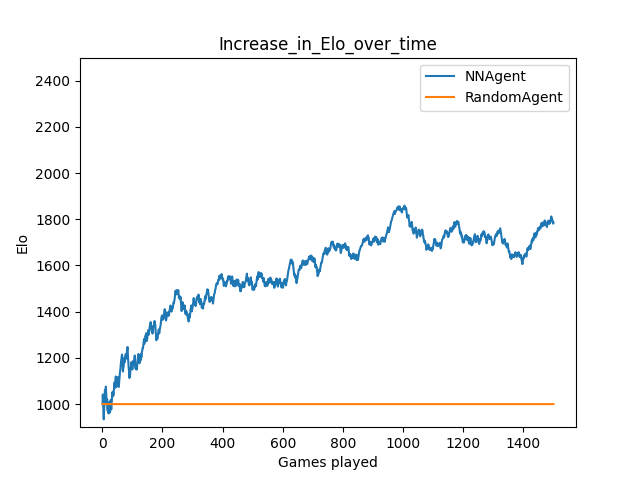 Increase_in_Elo_over_time
NNAgent
RandomAgent
2400
2200
2000
1800
1600
1400
1200
1000
Elo
0 200 400 600 800 1000 1200 1400
Games played